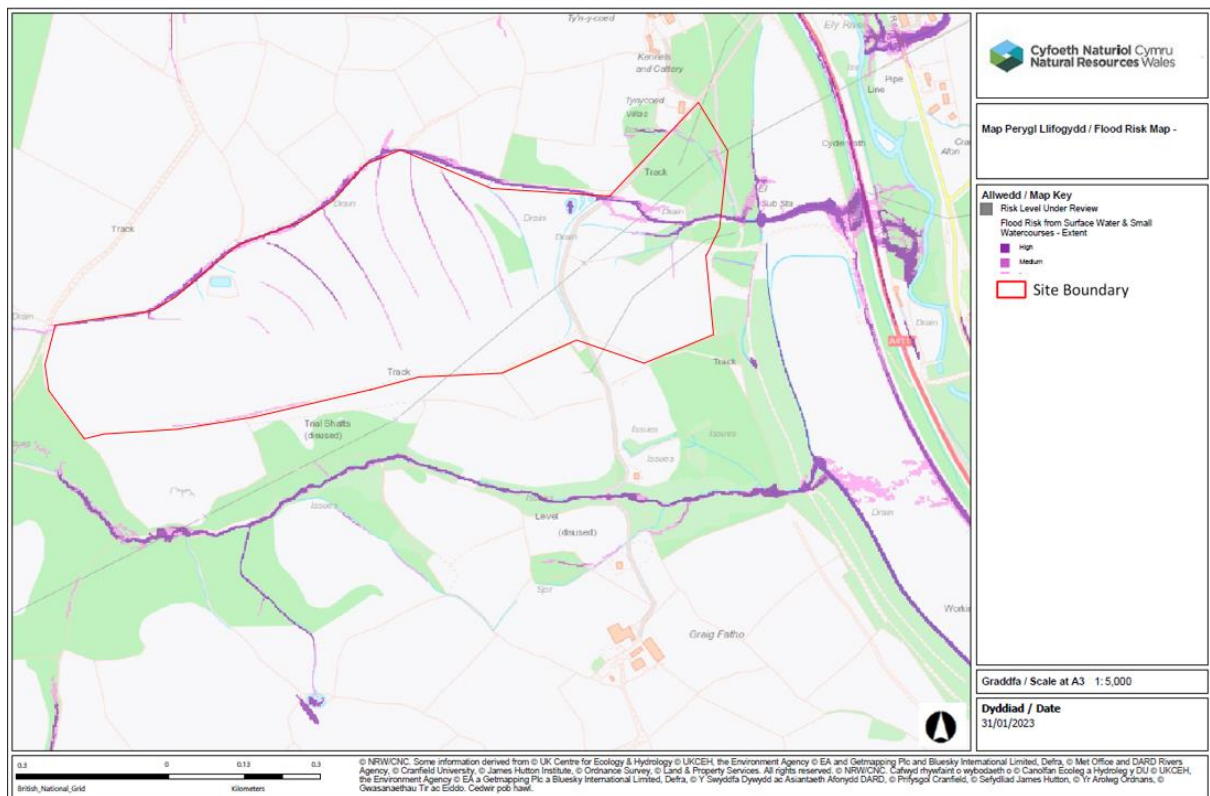 Ty'n-y-coed
Ely River
Kennels
and Cattery
Pipe
Line
Tynycoed
Villas
Issues
Afon
Track
Drain
Drain
Sub Sta
Track
Drain
Drain
Drain
Drain
Track
Track
A4119
Trial Shafts
(disused)
Issues
Issues
Issues
Issues
Level
(disused)
Drain
Spr
Graig Fatho
Cyfoeth Naturiol Cymru
Natural Resources Wales
Map Perygl Llifogydd / Flood Risk Map -
Allwedd / Map Key
Risk Level Under Review
Flood Risk from Surface Water & Small
Watercourses - Extent
High
Medium
Site Boundary
Graddfa / Scale at A3 1: 5,000
Dyddiad / Date
31/01/2023
0.3 0 0.13 0.3
British_National_Grid Kilometers
© NRW/CNC. Some information derived from © UK Centre for Ecology & Hydrology © UKCEH, the Environment Agency © EA and Getmapping Plc and Bluesky International Limited, Defra, © Met Office and DARD Rivers
Agency, © Cranfield University, © James Hutton Institute, © Ordnance Survey, © Land & Property Services. All rights reserved. © NRW/CNC. Cafwyd rhywfaint o wybodaeth o © Canolfan Ecoleg a Hydroleg y DU © UKCEH,
the Environment Agency © EA a Getmapping Plc a Bluesky International Limited, Defra, © Y Swyddfa Dywydd ac Asiantaeth Afonydd DARD, © Prifysgol Cranfield, © Sefydliad James Hutton, © Yr Arolwg Ordnans, ©
Gwasanaethau Tir ac Eiddo. Cedwir pob hawl.